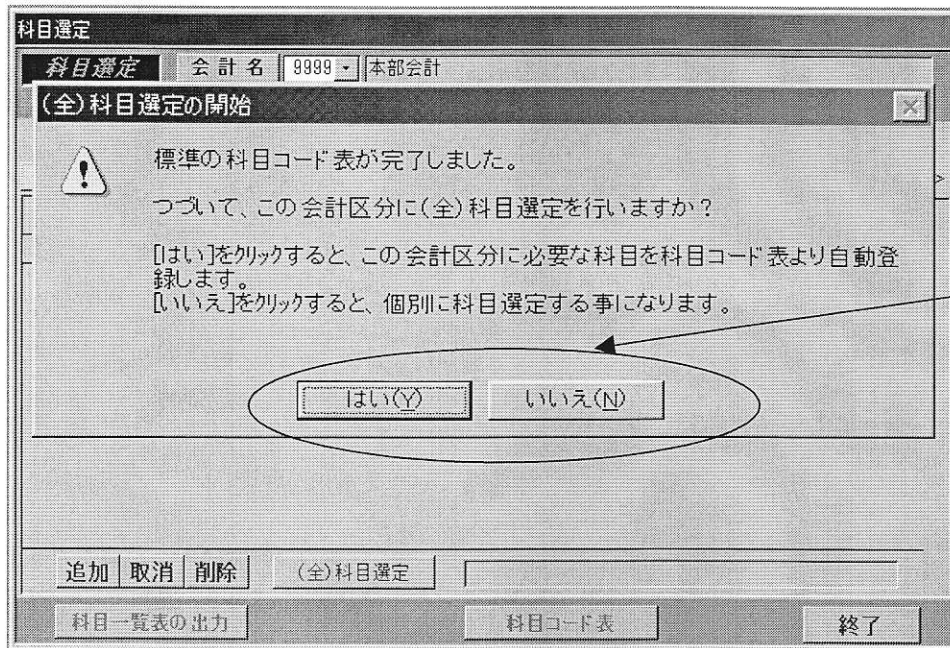 科目選定
科目選定 会計名 9999 本部会計
(全)科目選定の開始
標準の科目コード表が完了しました。
つづいて、この会計区分に(全)科目選定を行いますか？
[はい]をクリックすると、この会計区分に必要な科目を科目コード表より自動登
録します。
[いいえ]をクリックすると、個別に科目選定する事になります。
はい(Y) いいえ(N)
追加 取消 削除 (全)科目選定
科目一覧表の出力 科目コード表 終了